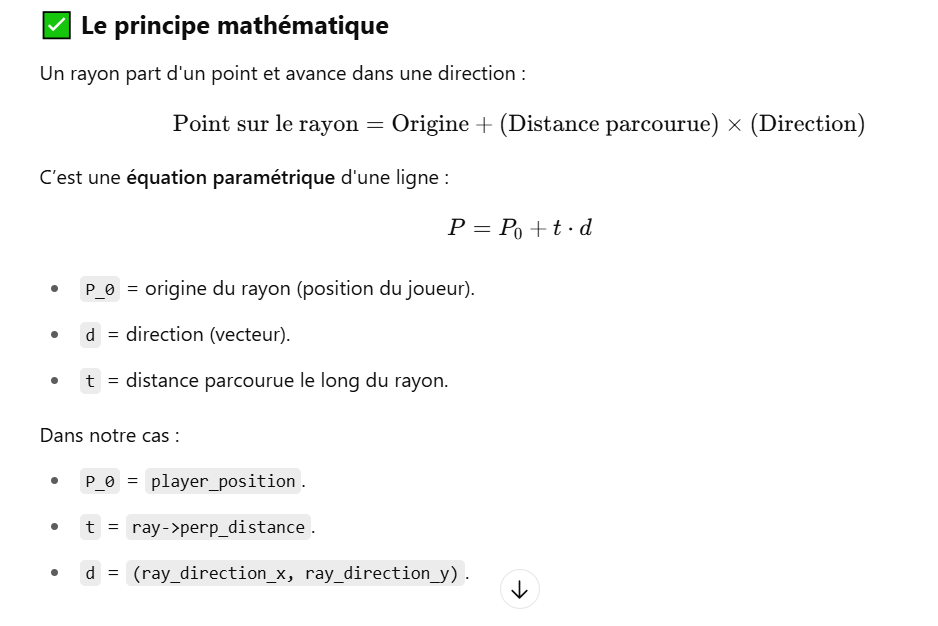 ✅ Le principe mathématique
Un rayon part d'un point et avance dans une direction :
Point sur le rayon = Origine + (Distance parcourue) × (Direction)
C’est une équation paramétrique d'une ligne :
P = P₀ + t · d
• P_0 = origine du rayon (position du joueur).
• d = direction (vecteur).
• t = distance parcourue le long du rayon.
Dans notre cas :
• P_0 = player_position.
• t = ray->perp_distance.
• d = (ray_direction_x, ray_direction_y).